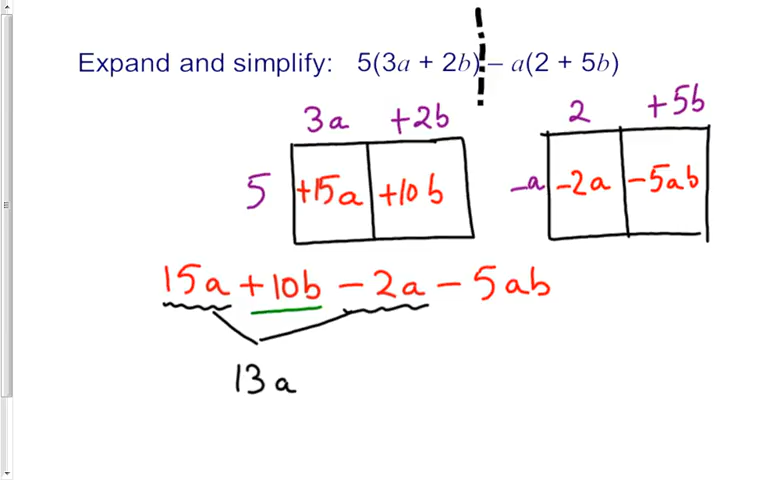 Expand and simplify: 5(3a + 2b) – a(2 + 5b)
3a +2b
5 +15a +10b
2 +5b
-a -2a -5ab
15a +10b - 2a - 5ab
13a